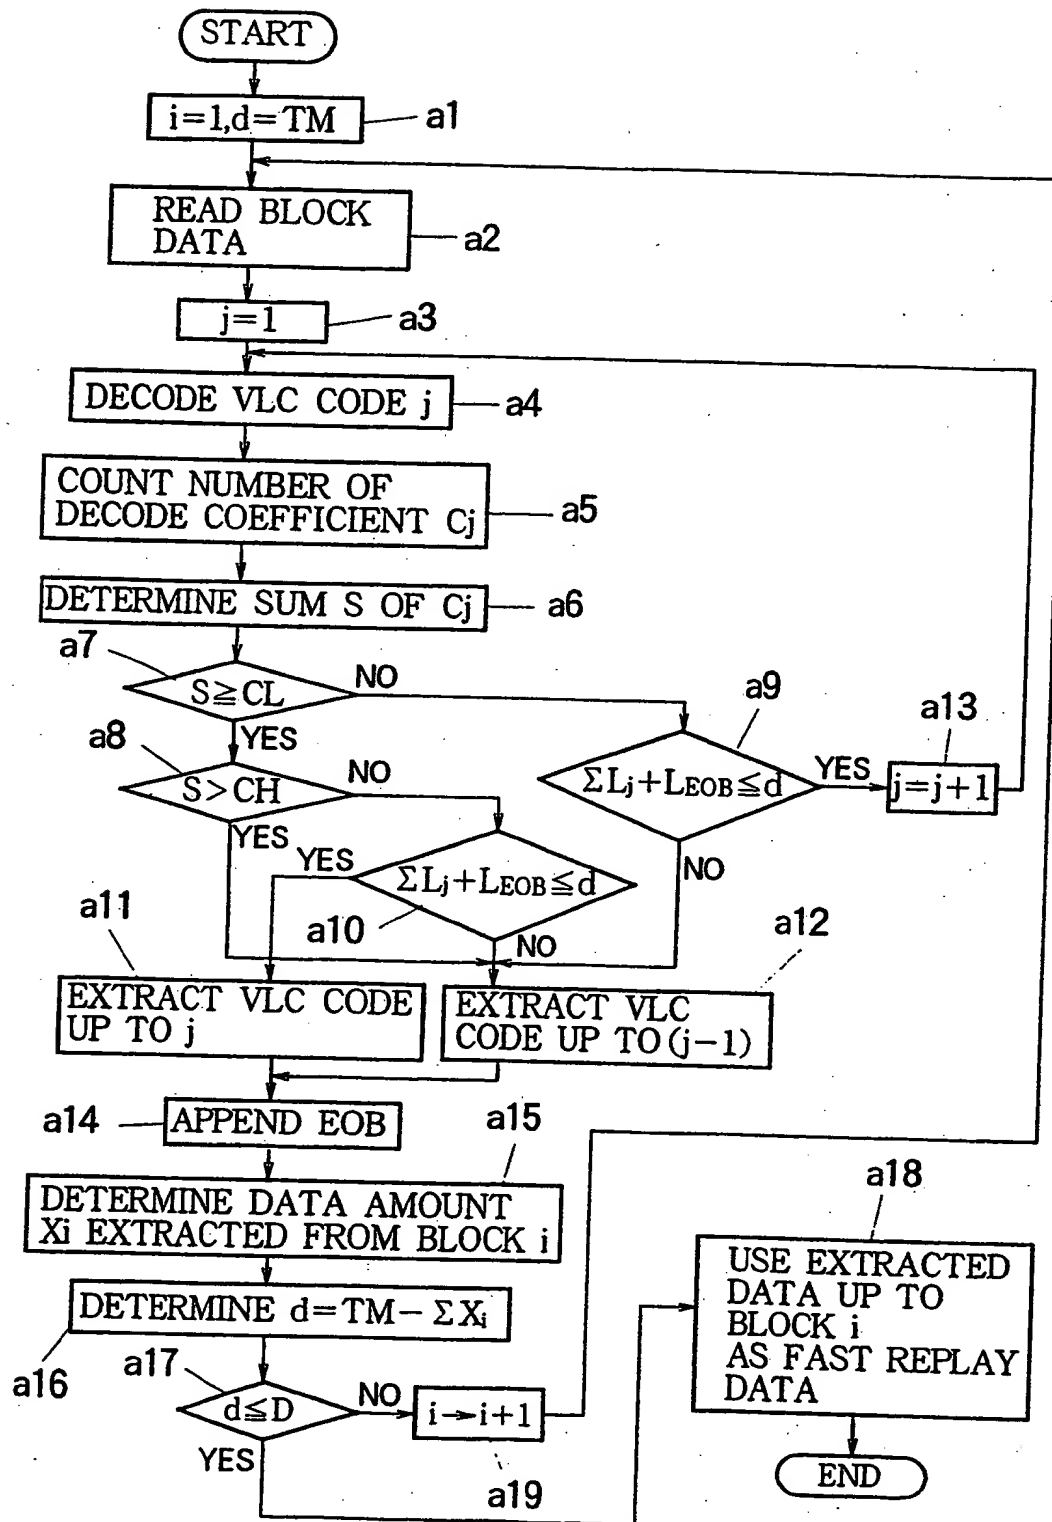 START
i=1,d=TM
a1
READ BLOCK
DATA
a2
j=1
a3
DECODE VLC CODE j
a4
COUNT NUMBER OF
DECODE COEFFICIENT Cj
a5
DETERMINE SUM S OF Cj
a6
a7
S≧CL
NO
YES
a8
S>CH
NO
YES
a9
ΣLj+LEOB≦d
YES
NO
a13
j=j+1
ΣLj+LEOB≦d
YES
a10
NO
a11
EXTRACT VLC CODE
UP TO j
a12
EXTRACT VLC
CODE UP TO (j-1)
a14
APPEND EOB
a15
DETERMINE DATA AMOUNT
Xi EXTRACTED FROM BLOCK i
DETERMINE d=TM-ΣXi
a16
a17
d≦D
NO
YES
i→i+1
a19
a18
USE EXTRACTED
DATA UP TO
BLOCK i
AS FAST REPLAY
DATA
END